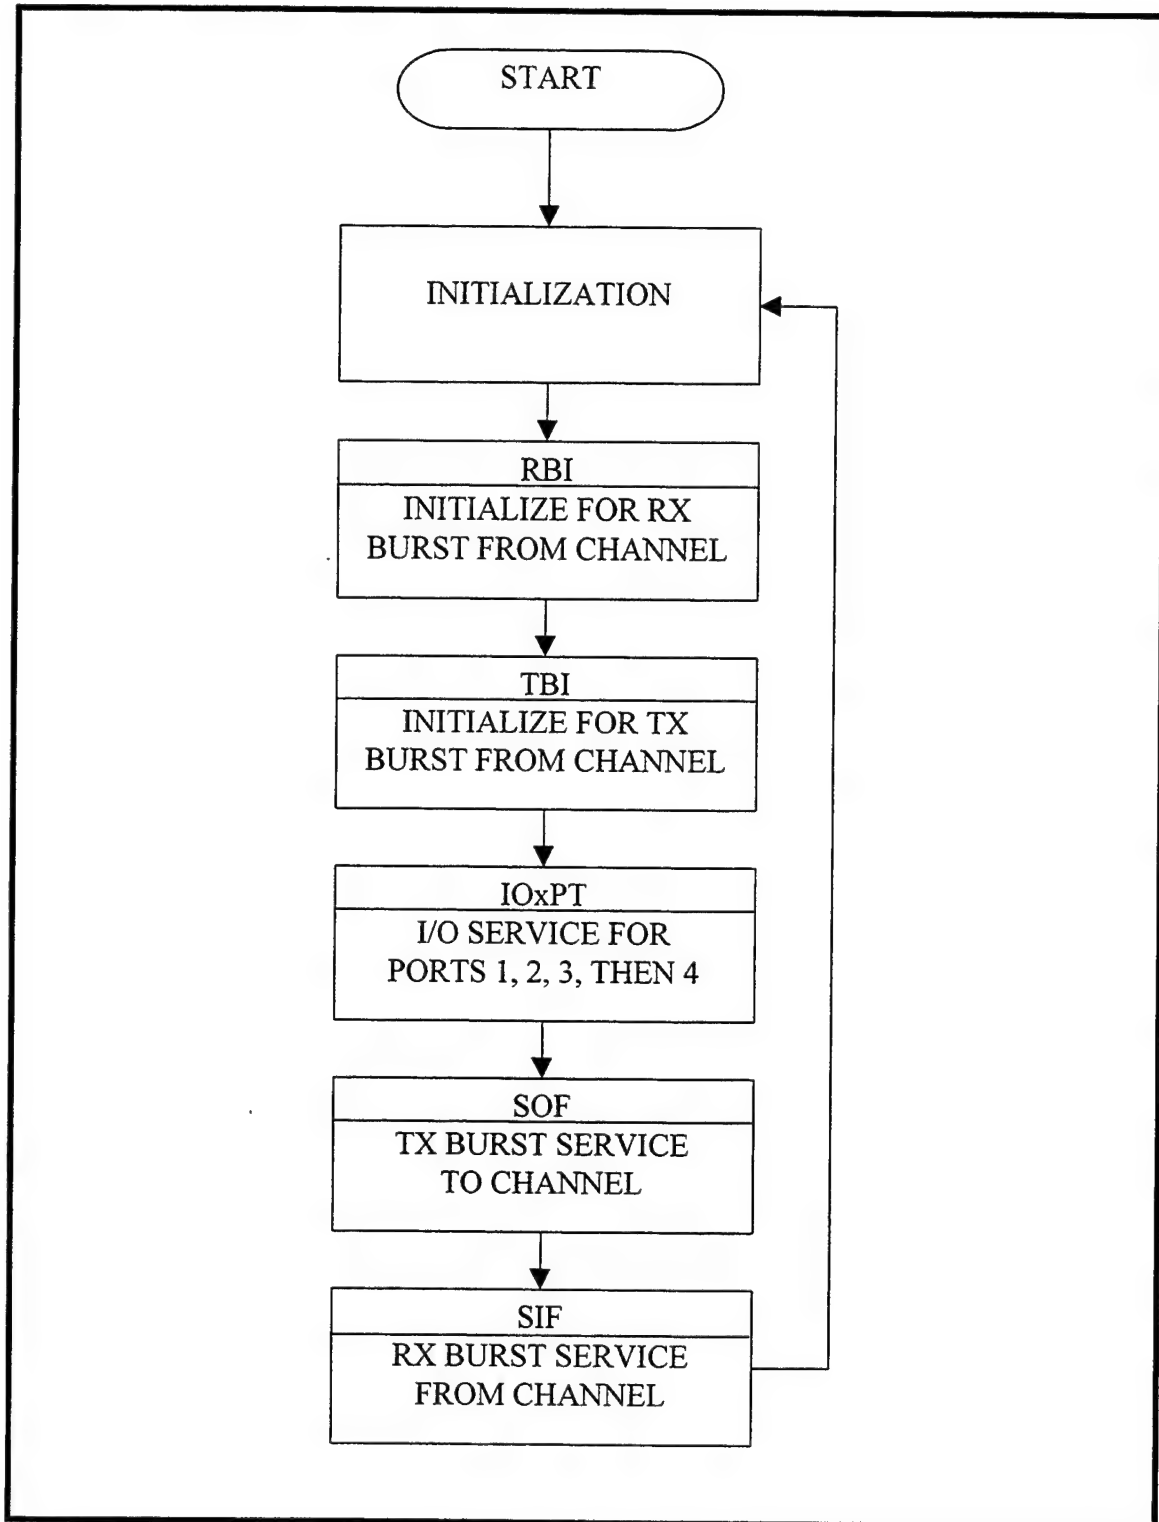 START
INITIALIZATION
RBI
INITIALIZE FOR RX
BURST FROM CHANNEL
TBI
INITIALIZE FOR TX
BURST FROM CHANNEL
IOxPT
I/O SERVICE FOR
PORTS 1, 2, 3, THEN 4
SOF
TX BURST SERVICE
TO CHANNEL
SIF
RX BURST SERVICE
FROM CHANNEL